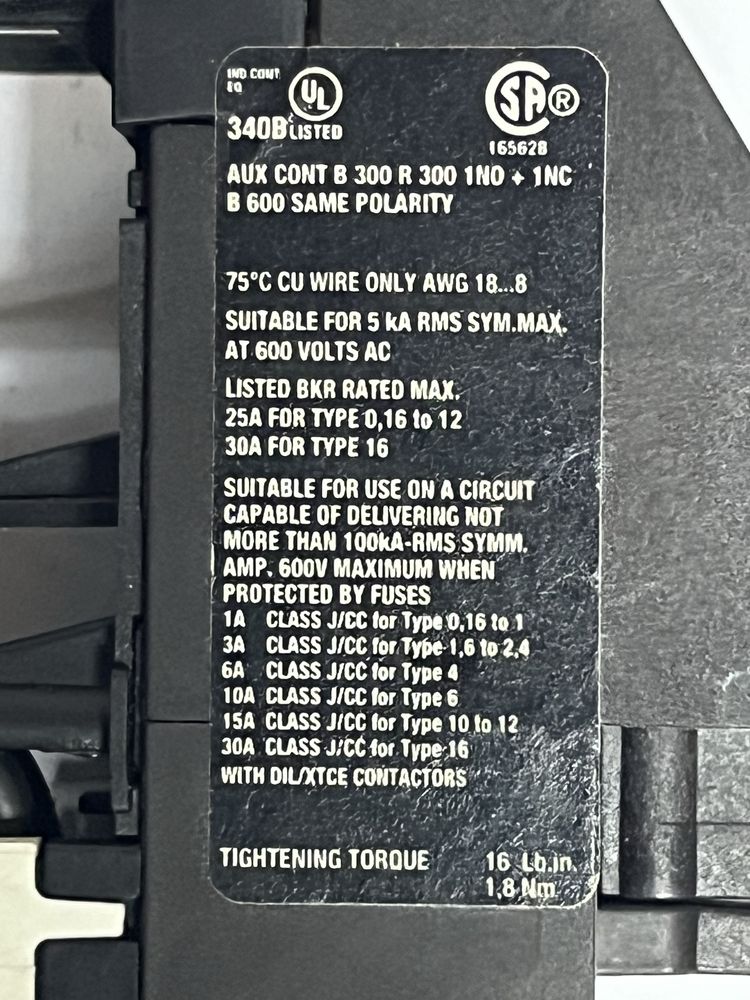 IND CONT
EQ
UL
340B LISTED
SA ®
165628
AUX CONT B 300 R 300 1NO + 1NC
B 600 SAME POLARITY
75°C CU WIRE ONLY AWG 18...8
SUITABLE FOR 5 kA RMS SYM.MAX.
AT 600 VOLTS AC
LISTED BKR RATED MAX.
25A FOR TYPE 0,16 to 12
30A FOR TYPE 16
SUITABLE FOR USE ON A CIRCUIT
CAPABLE OF DELIVERING NOT
MORE THAN 100kA-RMS SYMM.
AMP. 600V MAXIMUM WHEN
PROTECTED BY FUSES
1A CLASS J/CC for Type 0,16 to 1
3A CLASS J/CC for Type 1,6 to 2,4
6A CLASS J/CC for Type 4
10A CLASS J/CC for Type 6
15A CLASS J/CC for Type 10 to 12
30A CLASS J/CC for Type 16
WITH DIL/XTCE CONTACTORS
TIGHTENING TORQUE 16 Lb.in.
1,8 Nm